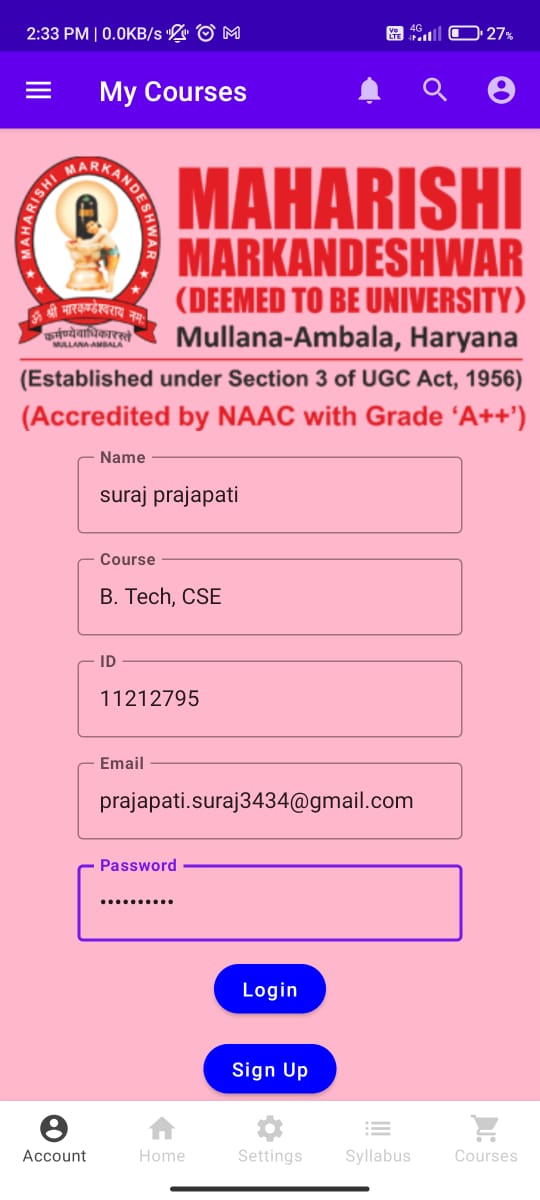 2:33 PM | 0.0KB/s
Vo LTE 4G 27%
My Courses
MAHARISHI MARKANDESHWAR
ॐ श्री मारकण्डेश्वराय नमः
कर्मण्येवाधिकारस्ते
MULLANA-AMBALA
MAHARISHI
MARKANDESHWAR
(DEEMED TO BE UNIVERSITY)
Mullana-Ambala, Haryana
(Established under Section 3 of UGC Act, 1956)
(Accredited by NAAC with Grade ‘A++’)
Name
suraj prajapati
Course
B. Tech, CSE
ID
11212795
Email
prajapati.suraj3434@gmail.com
Password
••••••••••
Login
Sign Up
Account Home Settings Syllabus Courses